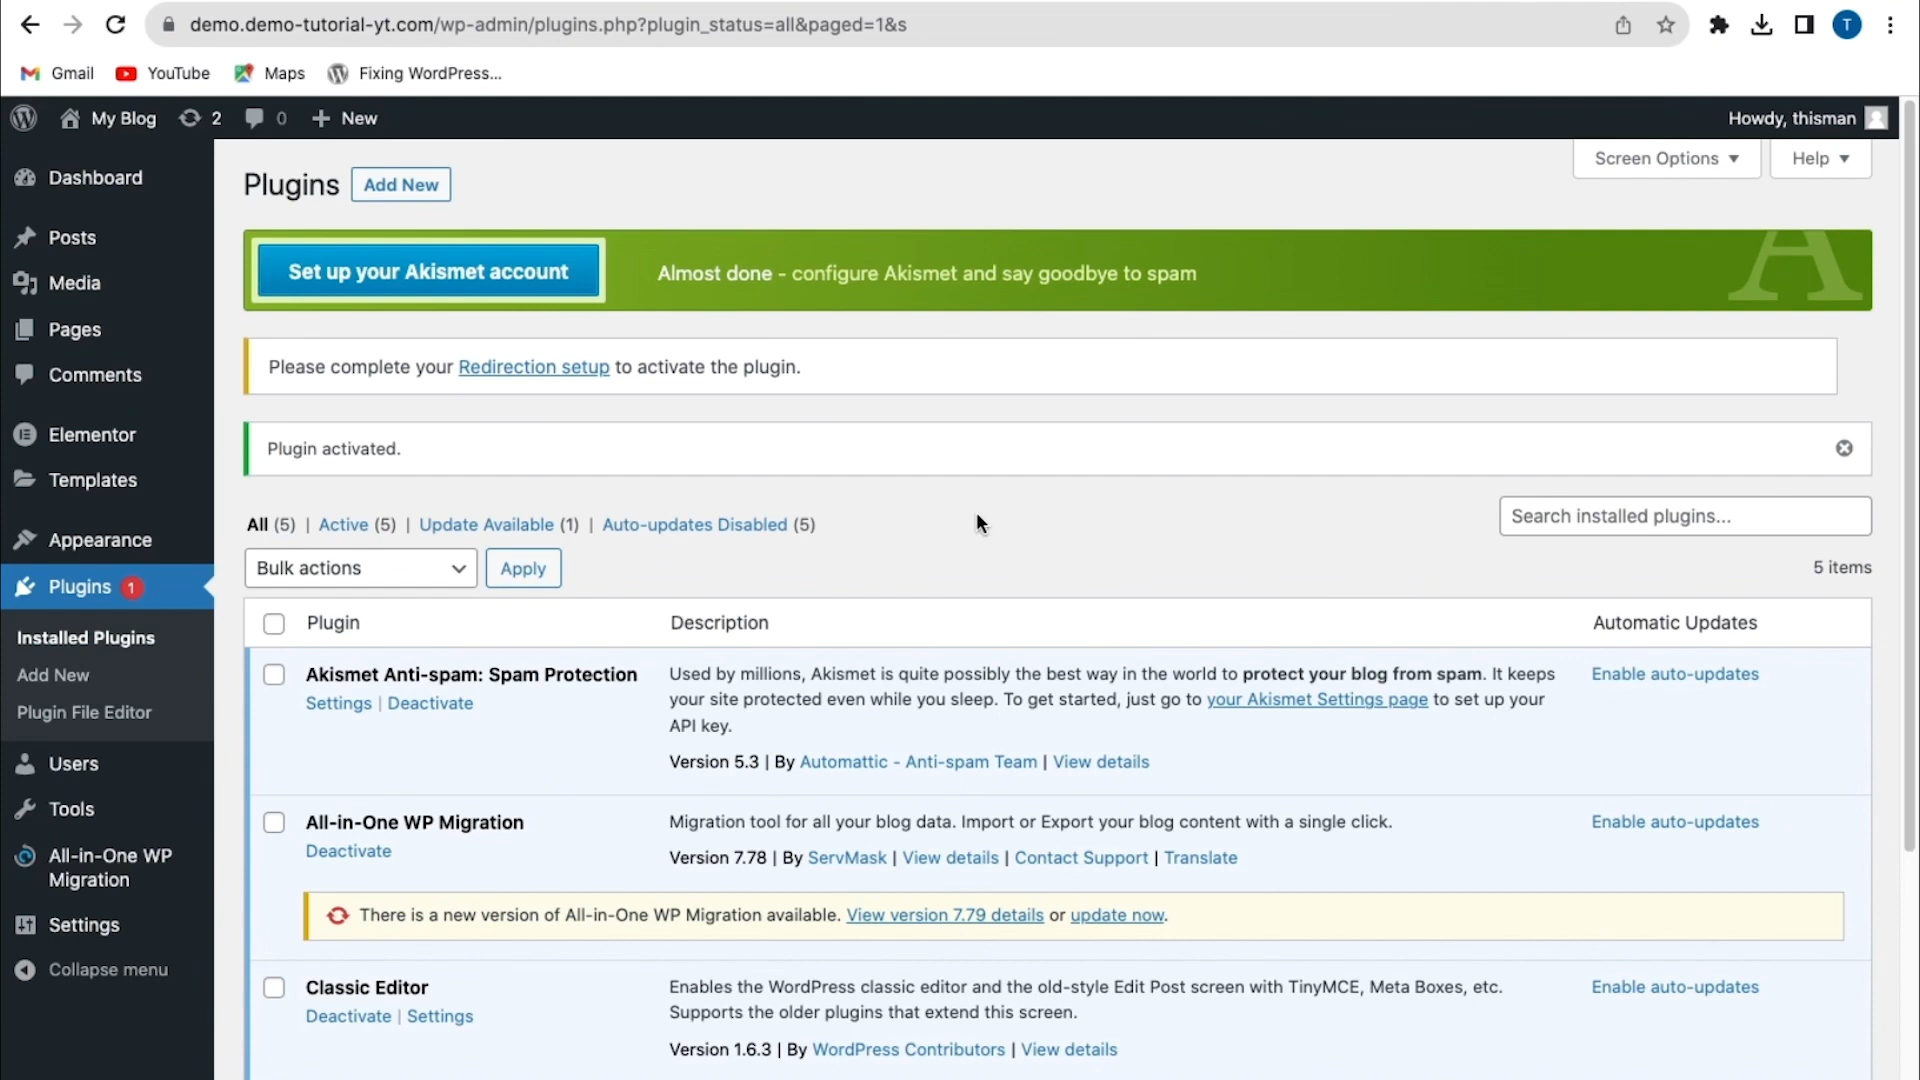 demo.demo-tutorial-yt.com/wp-admin/plugins.php?plugin_status=all&paged=1&s
T
Gmail YouTube Maps Fixing WordPress...
My Blog 2 0 + New Howdy, thisman
Dashboard
Posts
Media
Pages
Comments
Elementor
Templates
Appearance
Plugins 1
Installed Plugins
Add New
Plugin File Editor
Users
Tools
All-in-One WP
Migration
Settings
Collapse menu
Screen Options ▼ Help ▼
Plugins Add New
Set up your Akismet account Almost done - configure Akismet and say goodbye to spam A
Please complete your Redirection setup to activate the plugin.
Plugin activated.
All (5) | Active (5) | Update Available (1) | Auto-updates Disabled (5)
Search installed plugins...
Bulk actions Apply 5 items
Plugin Description Automatic Updates
Akismet Anti-spam: Spam Protection
Settings | Deactivate
Used by millions, Akismet is quite possibly the best way in the world to protect your blog from spam. It keeps
your site protected even while you sleep. To get started, just go to your Akismet Settings page to set up your
API key.
Version 5.3 | By Automattic - Anti-spam Team | View details
Enable auto-updates
All-in-One WP Migration
Deactivate
Migration tool for all your blog data. Import or Export your blog content with a single click.
Version 7.78 | By ServMask | View details | Contact Support | Translate
Enable auto-updates
There is a new version of All-in-One WP Migration available. View version 7.79 details or update now.
Classic Editor
Deactivate | Settings
Enables the WordPress classic editor and the old-style Edit Post screen with TinyMCE, Meta Boxes, etc.
Supports the older plugins that extend this screen.
Version 1.6.3 | By WordPress Contributors | View details
Enable auto-updates